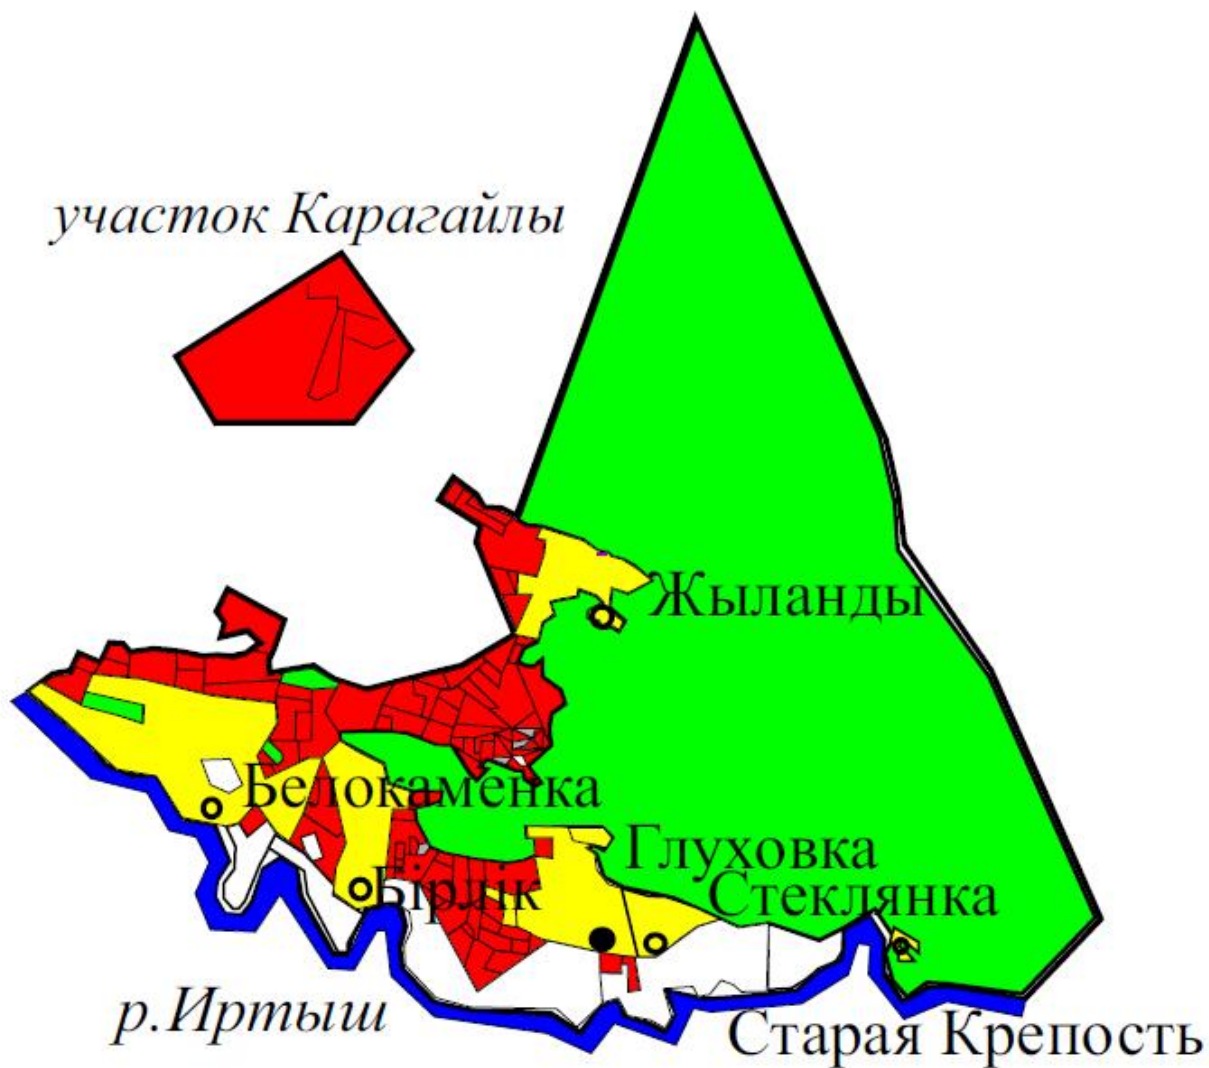 участок Карагайлы
Жыланды
Белокаменка
Глуховка
Бірлік
Стеклянка
р.Иртыш
Старая Крепость